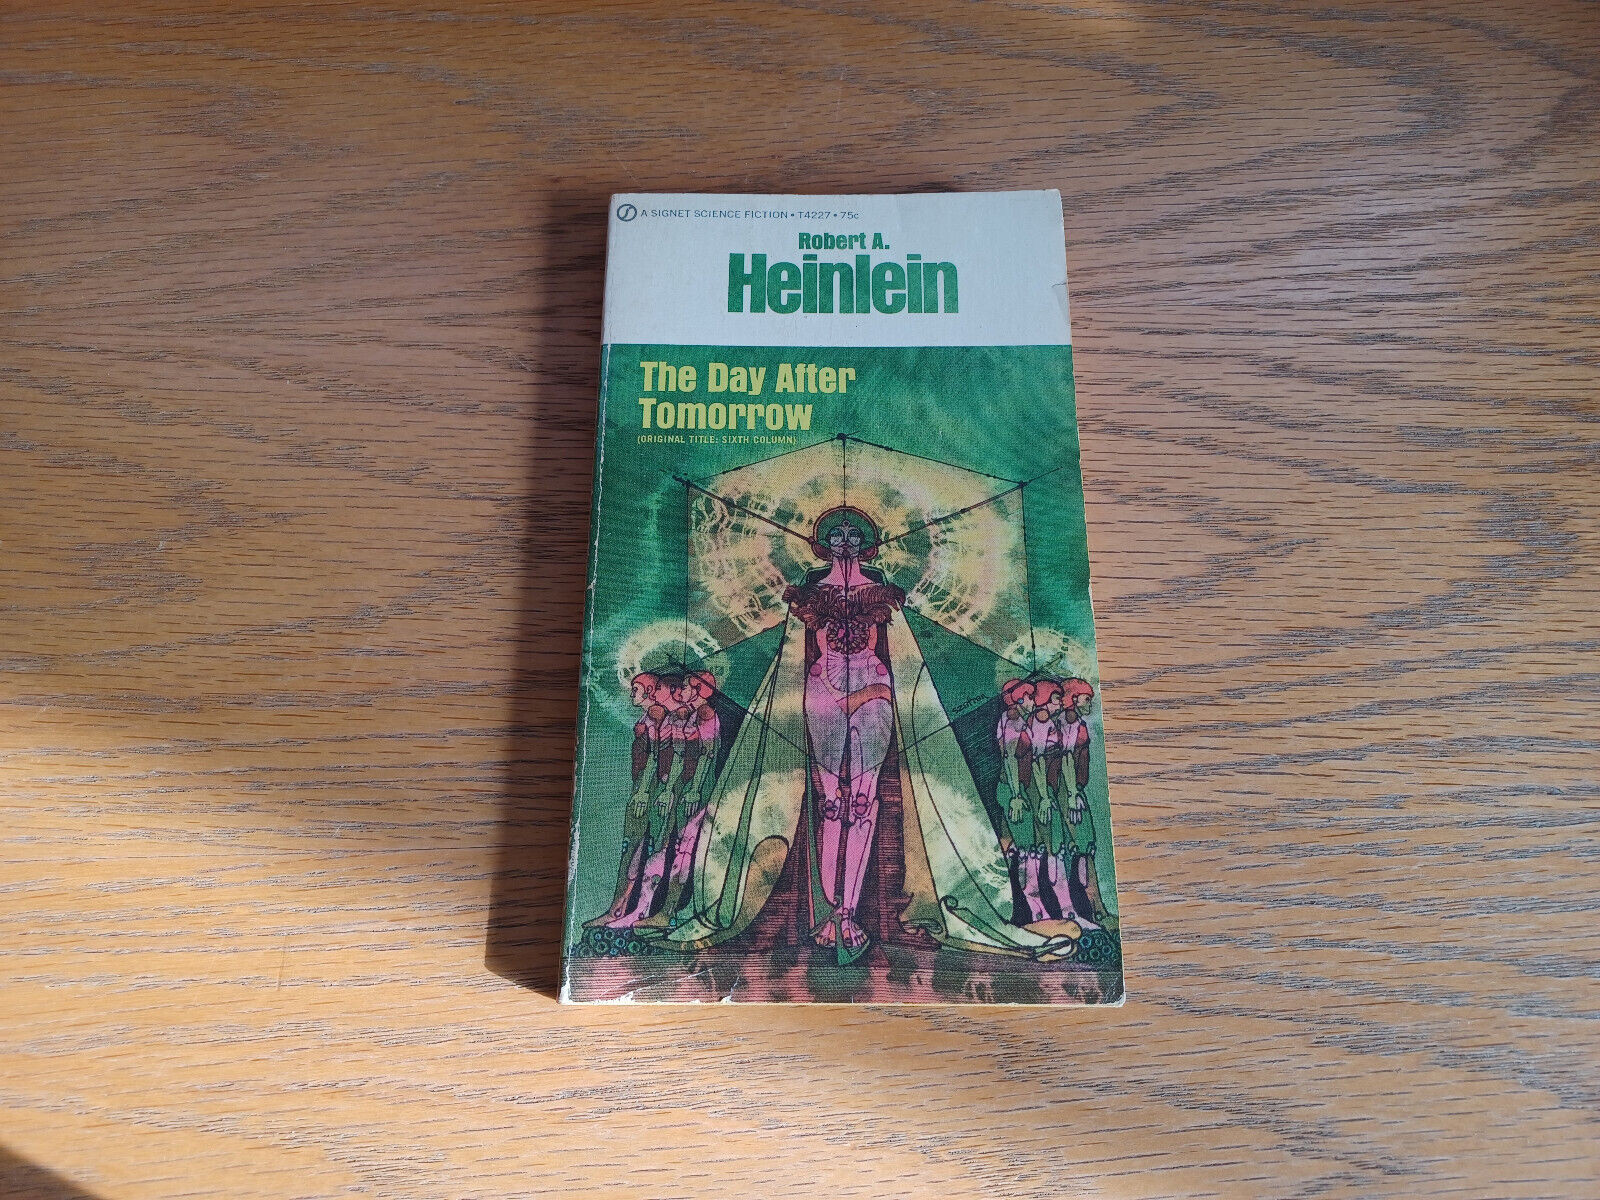 A SIGNET SCIENCE FICTION • T4227 • 75c
Robert A.
Heinlein
The Day After
Tomorrow
(ORIGINAL TITLE: SIXTH COLUMN)